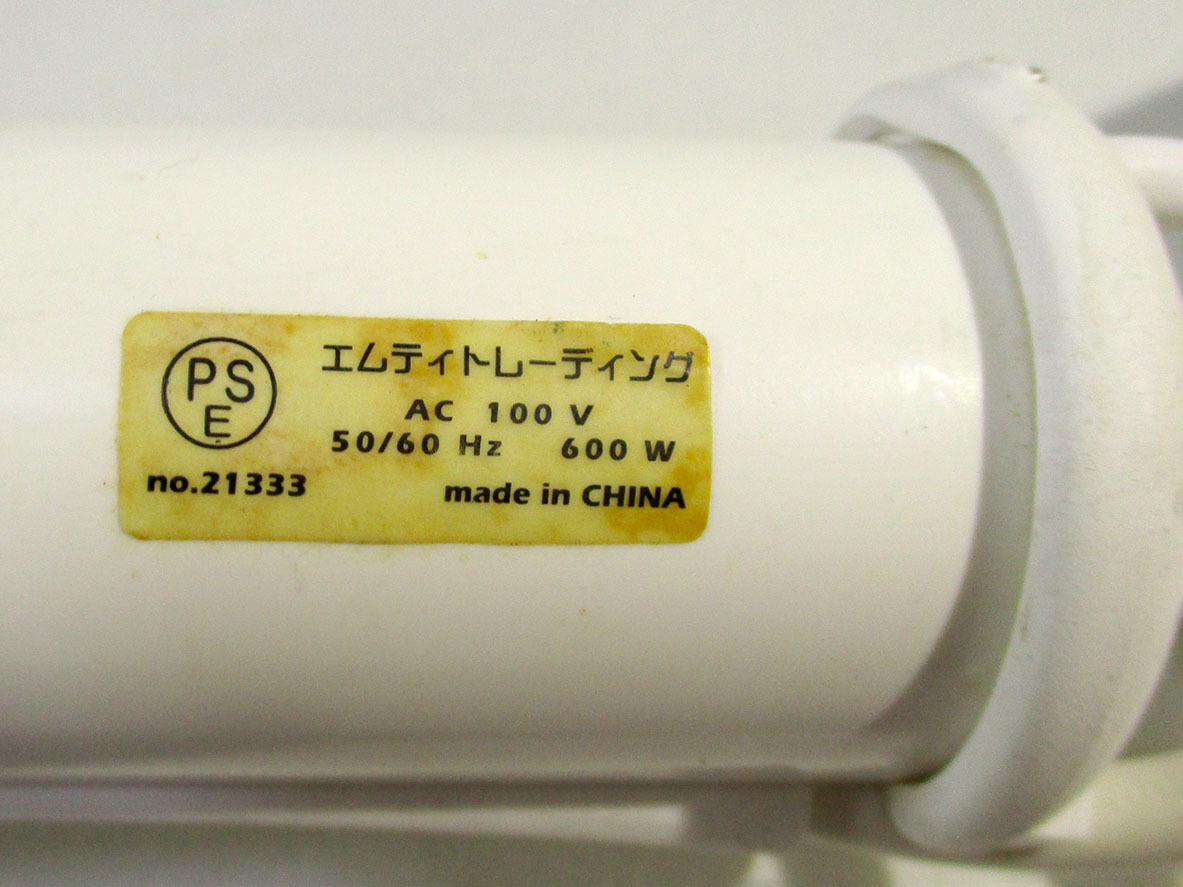 PSE
エムティトレーディング
AC 100 V
50/60 Hz 600 W
no.21333 made in CHINA